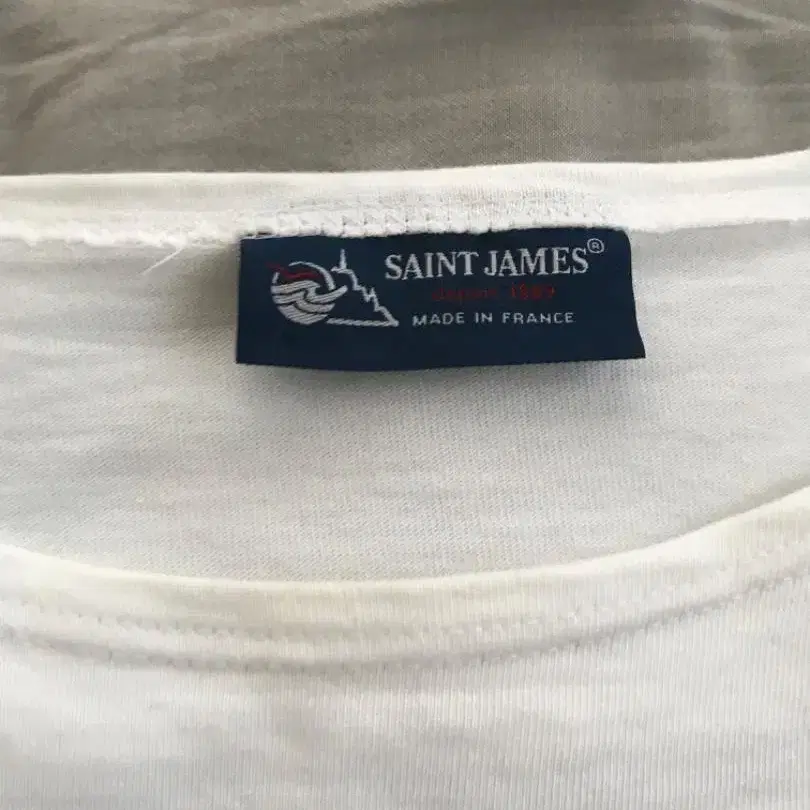 SAINT JAMES®
depuis 1889
MADE IN FRANCE